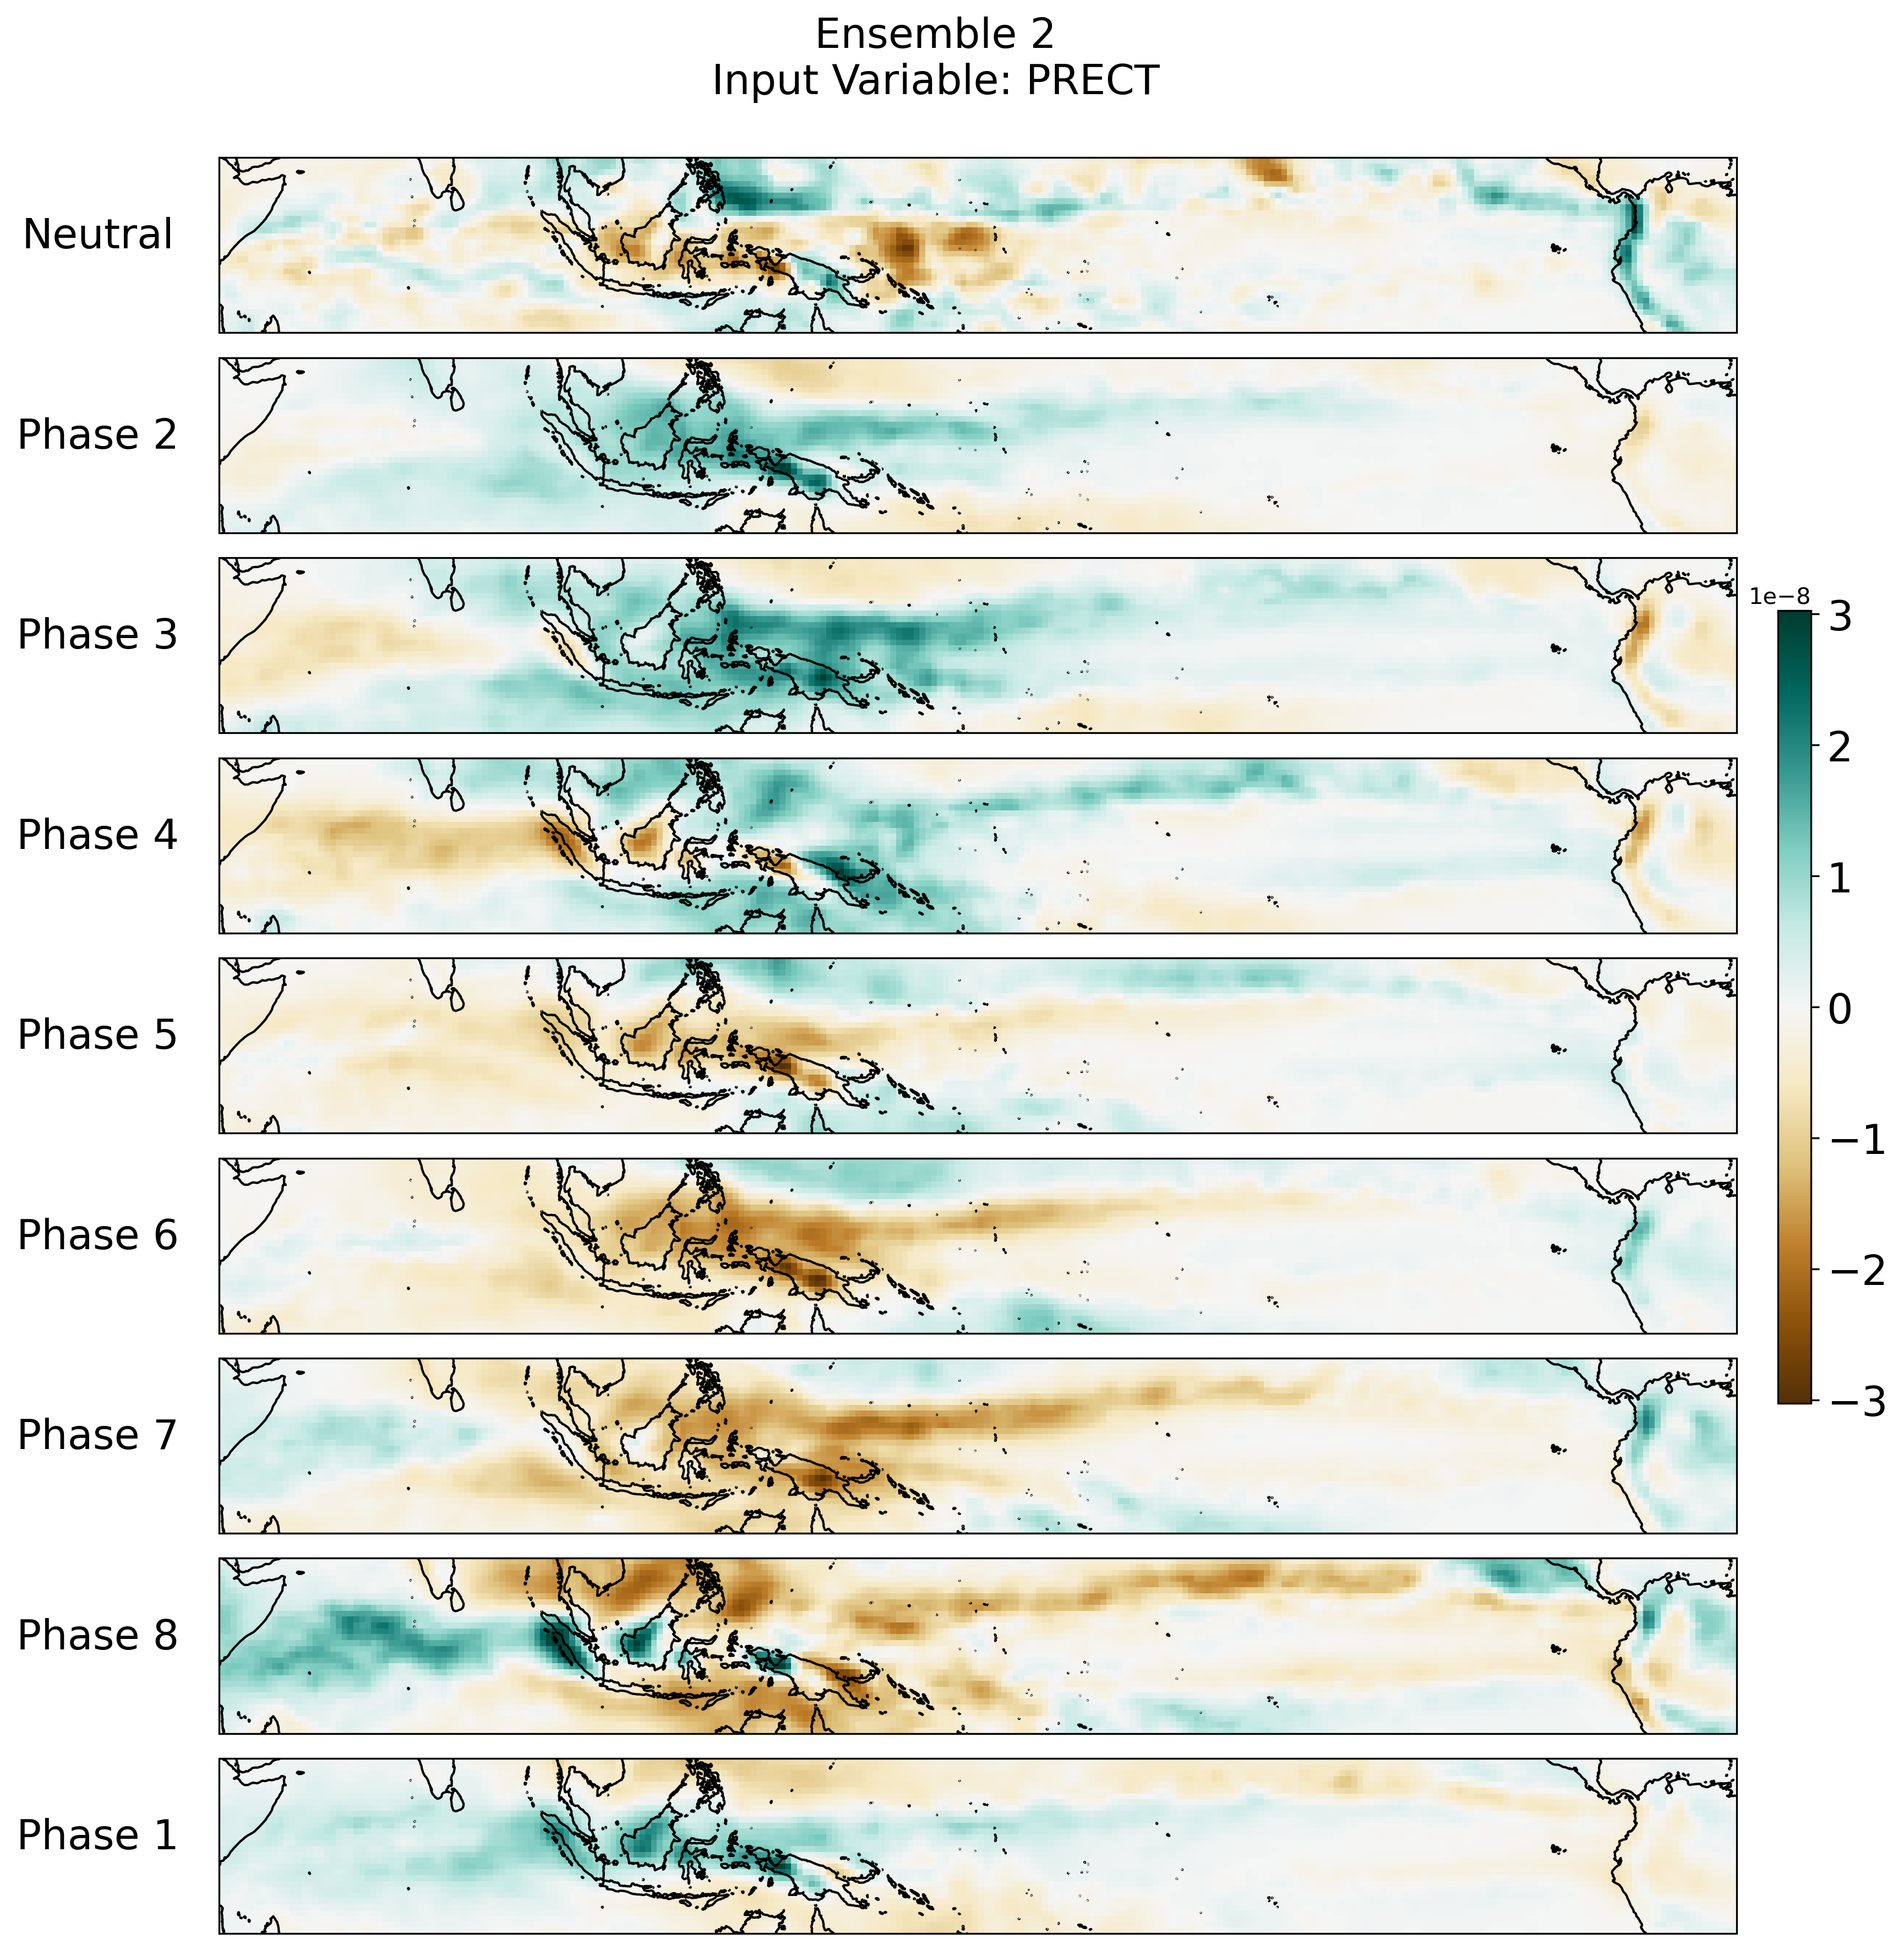 Ensemble 2
Input Variable: PRECT
Neutral
Phase 2
Phase 3
Phase 4
Phase 5
Phase 6
Phase 7
Phase 8
Phase 1
1e−8
3
2
1
0
−1
−2
−3